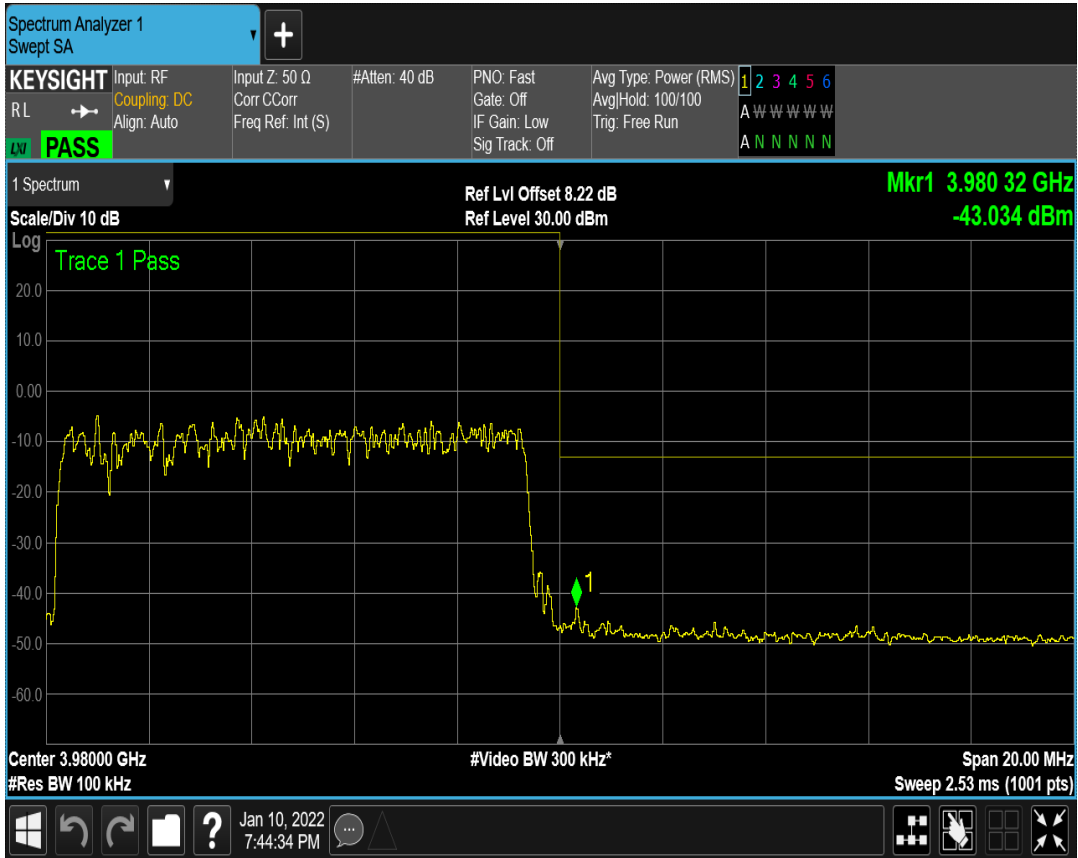 Spectrum Analyzer 1
Swept SA
+
KEYSIGHT
R L
LXI PASS
Input: RF
Coupling: DC
Align: Auto
Input Z: 50 Ω
Corr CCorr
Freq Ref: Int (S)
#Atten: 40 dB
PNO: Fast
Gate: Off
IF Gain: Low
Sig Track: Off
Avg Type: Power (RMS)
Avg|Hold: 100/100
Trig: Free Run
1 2 3 4 5 6
A W W W W W
A N N N N N
1 Spectrum
Scale/Div 10 dB
Ref Lvl Offset 8.22 dB
Ref Level 30.00 dBm
Mkr1 3.980 32 GHz
-43.034 dBm
Log
Trace 1 Pass
20.0
10.0
0.00
-10.0
-20.0
-30.0
-40.0
1
-50.0
-60.0
Center 3.98000 GHz
#Res BW 100 kHz
#Video BW 300 kHz*
Span 20.00 MHz
Sweep 2.53 ms (1001 pts)
?
Jan 10, 2022
7:44:34 PM